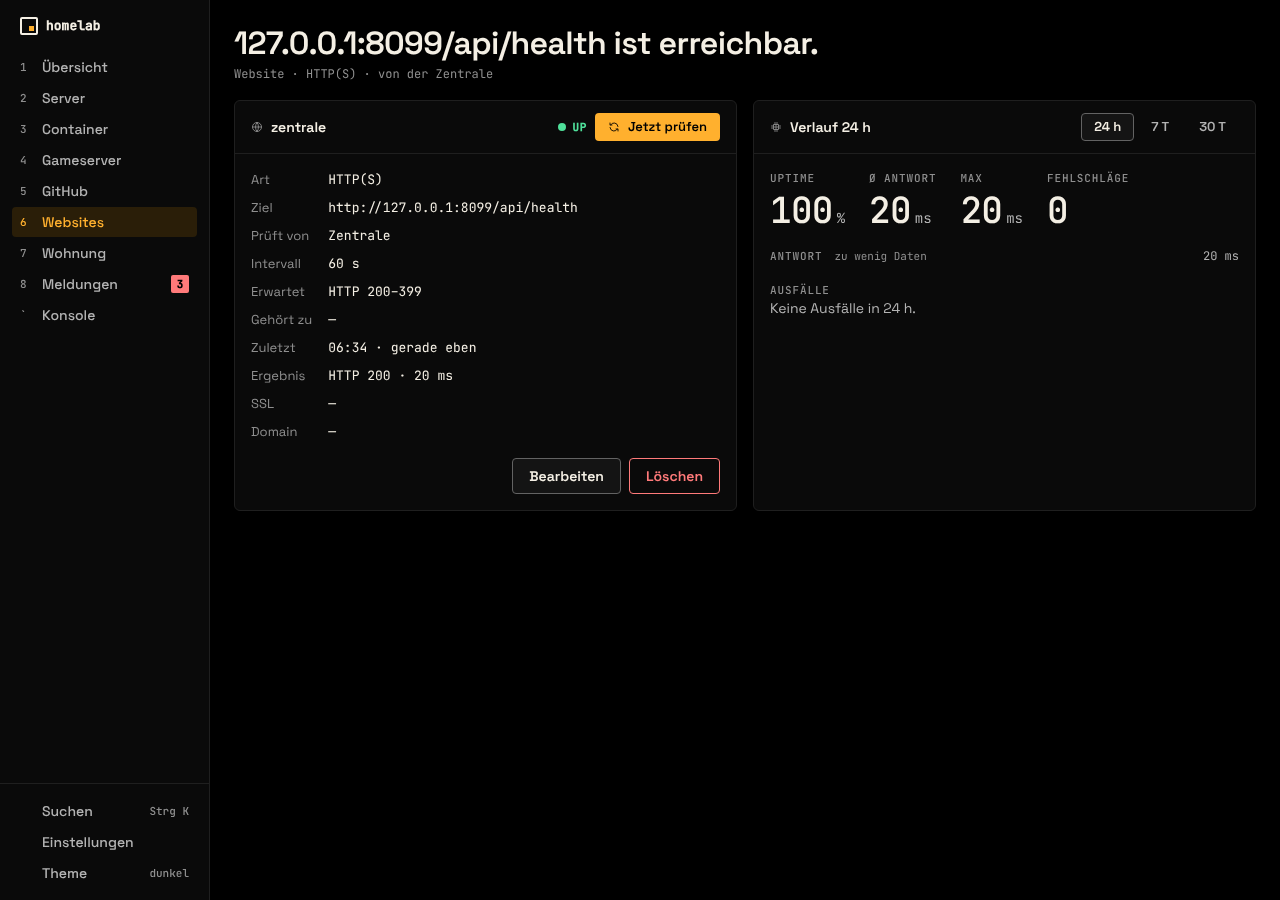 homelab
1 Übersicht
2 Server
3 Container
4 Gameserver
5 GitHub
6 Websites
7 Wohnung
8 Meldungen 3
` Konsole
Suchen Strg K
Einstellungen
Theme dunkel
127.0.0.1:8099/api/health ist erreichbar.
Website · HTTP(S) · von der Zentrale
zentrale UP Jetzt prüfen
Art HTTP(S)
Ziel http://127.0.0.1:8099/api/health
Prüft von Zentrale
Intervall 60 s
Erwartet HTTP 200–399
Gehört zu —
Zuletzt 06:34 · gerade eben
Ergebnis HTTP 200 · 20 ms
SSL —
Domain —
Bearbeiten Löschen
Verlauf 24 h 24 h 7 T 30 T
UPTIME Ø ANTWORT MAX FEHLSCHLÄGE
100 % 20 ms 20 ms 0
ANTWORT zu wenig Daten 20 ms
AUSFÄLLE
Keine Ausfälle in 24 h.